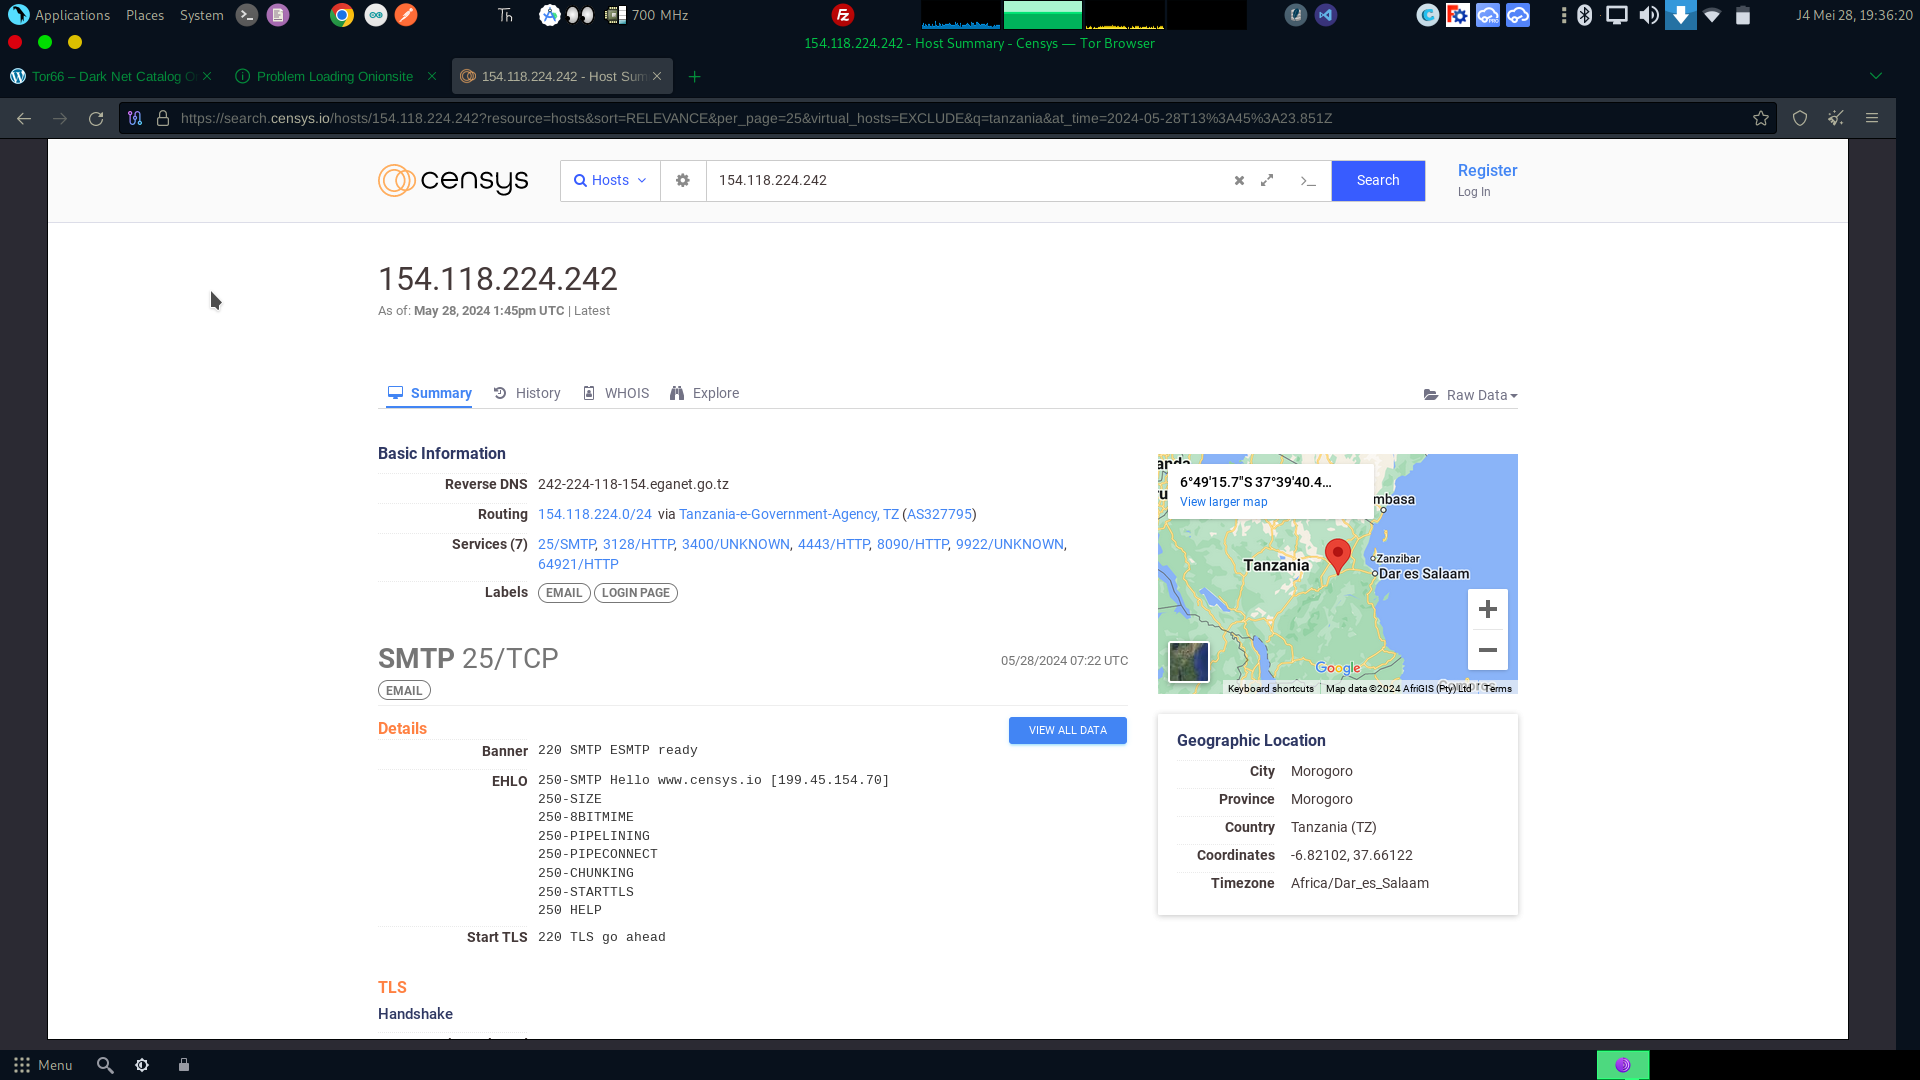 Applications Places System
Th
700 MHz
J4 Mei 28, 19:36:20
154.118.224.242 - Host Summary - Censys — Tor Browser
Tor66 – Dark Net Catalog O
Problem Loading Onionsite
154.118.224.242 - Host Sum
https://search.censys.io/hosts/154.118.224.242?resource=hosts&sort=RELEVANCE&per_page=25&virtual_hosts=EXCLUDE&q=tanzania&at_time=2024-05-28T13%3A45%3A23.851Z
censys
Hosts
154.118.224.242
>_
Search
Register
Log In
154.118.224.242
As of: May 28, 2024 1:45pm UTC | Latest
Summary History WHOIS Explore
Raw Data
Basic Information
Reverse DNS 242-224-118-154.eganet.go.tz
Routing 154.118.224.0/24 via Tanzania-e-Government-Agency, TZ (AS327795)
Services (7) 25/SMTP, 3128/HTTP, 3400/UNKNOWN, 4443/HTTP, 8090/HTTP, 9922/UNKNOWN,
64921/HTTP
Labels EMAIL LOGIN PAGE
SMTP 25/TCP
05/28/2024 07:22 UTC
EMAIL
Details
VIEW ALL DATA
Banner 220 SMTP ESMTP ready
EHLO 250-SMTP Hello www.censys.io [199.45.154.70]
250-SIZE
250-8BITMIME
250-PIPELINING
250-PIPECONNECT
250-CHUNKING
250-STARTTLS
250 HELP
Start TLS 220 TLS go ahead
TLS
Handshake
6°49'15.7"S 37°39'40.4…
View larger map
mbasa
Zanzibar
Tanzania
Dar es Salaam
Google
Keyboard shortcuts
Map data ©2024 AfriGIS (Pty) Ltd
Terms
Geographic Location
City Morogoro
Province Morogoro
Country Tanzania (TZ)
Coordinates -6.82102, 37.66122
Timezone Africa/Dar_es_Salaam
Menu